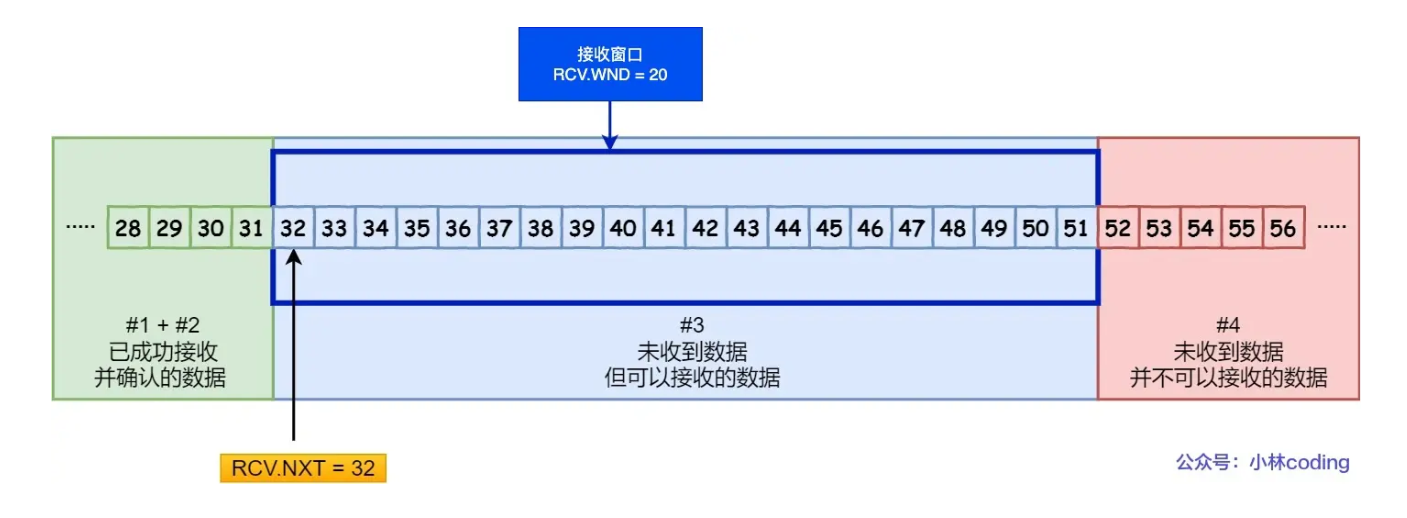 接收窗口
RCV.WND = 20
..... 28 29 30 31 32 33 34 35 36 37 38 39 40 41 42 43 44 45 46 47 48 49 50 51 52 53 54 55 56 .....
#1 + #2
已成功接收
并确认的数据
#3
未收到数据
但可以接收的数据
#4
未收到数据
并不可以接收的数据
RCV.NXT = 32
公众号：小林coding